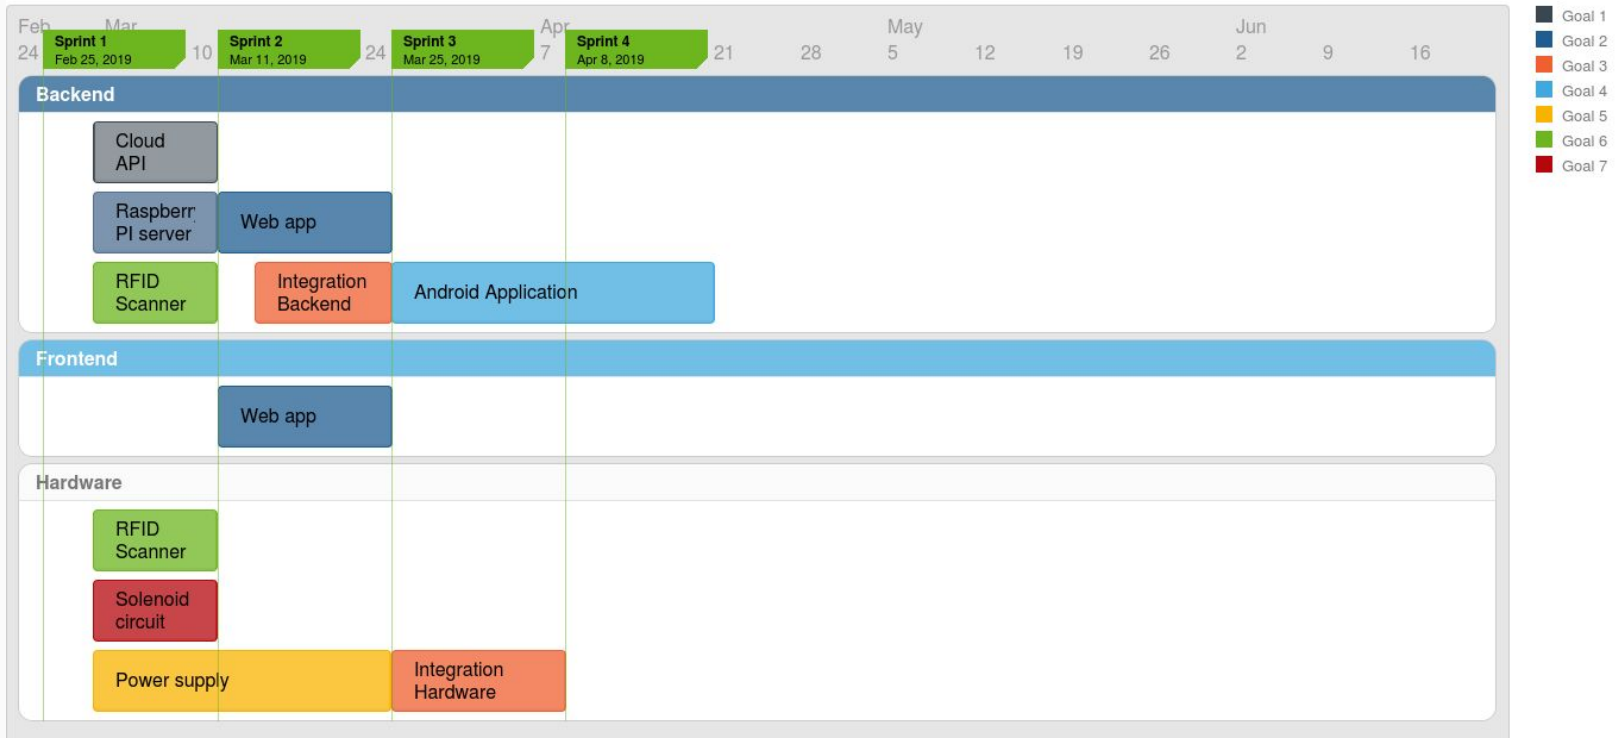 Feb Mar Apr May Jun
24 10 24 7 21 28 5 12 19 26 2 9 16
Sprint 1
Feb 25, 2019
Sprint 2
Mar 11, 2019
Sprint 3
Mar 25, 2019
Sprint 4
Apr 8, 2019
Goal 1
Goal 2
Goal 3
Goal 4
Goal 5
Goal 6
Goal 7
Backend
Cloud
API
Raspberry
PI server
Web app
RFID
Scanner
Integration
Backend
Android Application
Frontend
Web app
Hardware
RFID
Scanner
Solenoid
circuit
Power supply
Integration
Hardware